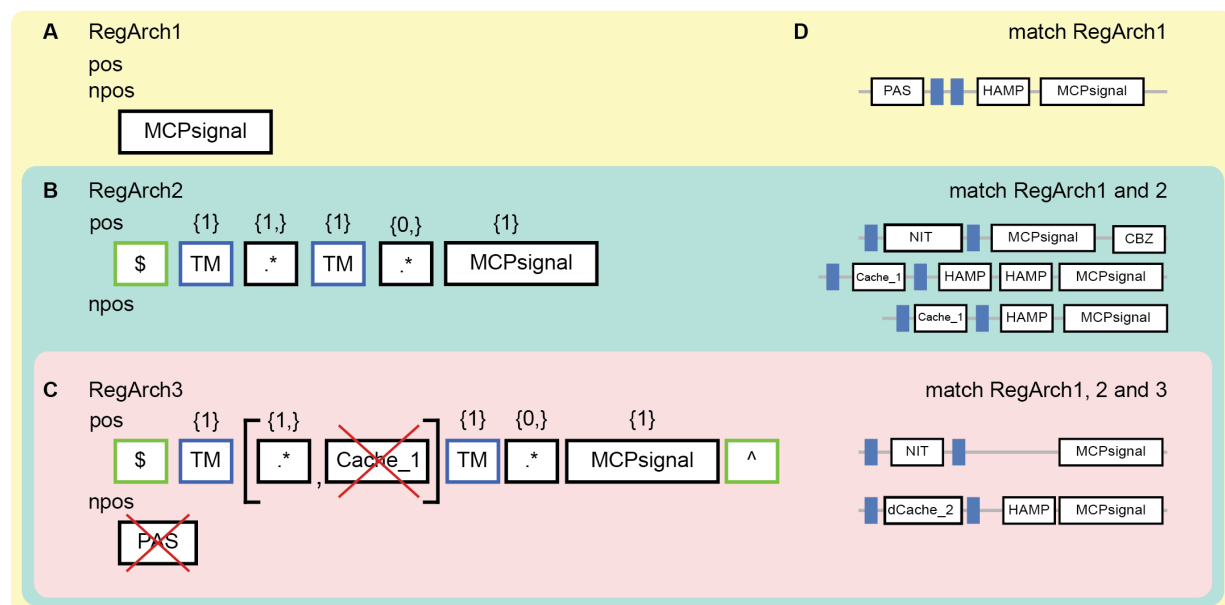 A RegArch1
pos
npos
MCPsignal
D match RegArch1
PAS HAMP MCPsignal
B RegArch2
pos {1} {1,} {1} {0,} {1}
$ TM .* TM .* MCPsignal
npos
match RegArch1 and 2
NIT MCPsignal CBZ
Cache_1 HAMP HAMP MCPsignal
Cache_1 HAMP MCPsignal
C RegArch3
pos {1} {1,} {1} {0,} {1}
$ TM [ .* , Cache_1 ] TM .* MCPsignal ^
npos
PAS
match RegArch1, 2 and 3
NIT MCPsignal
dCache_2 HAMP MCPsignal